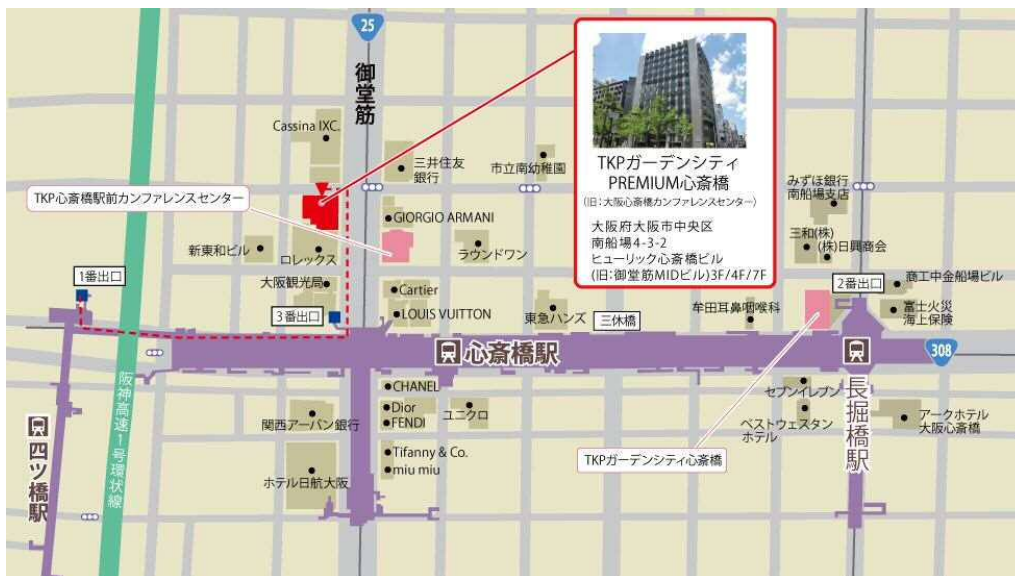 25
御堂筋
Cassina IXC.
三井住友
銀行
市立南幼稚園
TKPガーデンシティ
PREMIUM心斎橋
(旧:大阪心斎橋カンファレンスセンター)
大阪府大阪市中央区
南船場4-3-2
ヒューリック心斎橋ビル
(旧:御堂筋MIDビル)3F/4F/7F
みずほ銀行
南船場支店
TKP心斎橋駅前カンファレンスセンター
GIORGIO ARMANI
新東和ビル
ロレックス
ラウンドワン
三和(株)
(株)日興商会
1番出口
大阪観光局
3番出口
Cartier
LOUIS VUITTON
東急ハンズ
三休橋
牟田耳鼻咽喉科
2番出口
商工中金船場ビル
富士火災
海上保険
心斎橋駅
308
阪神高速1号環状線
四ツ橋駅
CHANEL
Dior
FENDI
ユニクロ
関西アーバン銀行
Tifanny & Co.
miu miu
ホテル日航大阪
セブンイレブン
ベストウェスタン
ホテル
長堀橋駅
アークホテル
大阪心斎橋
TKPガーデンシティ心斎橋